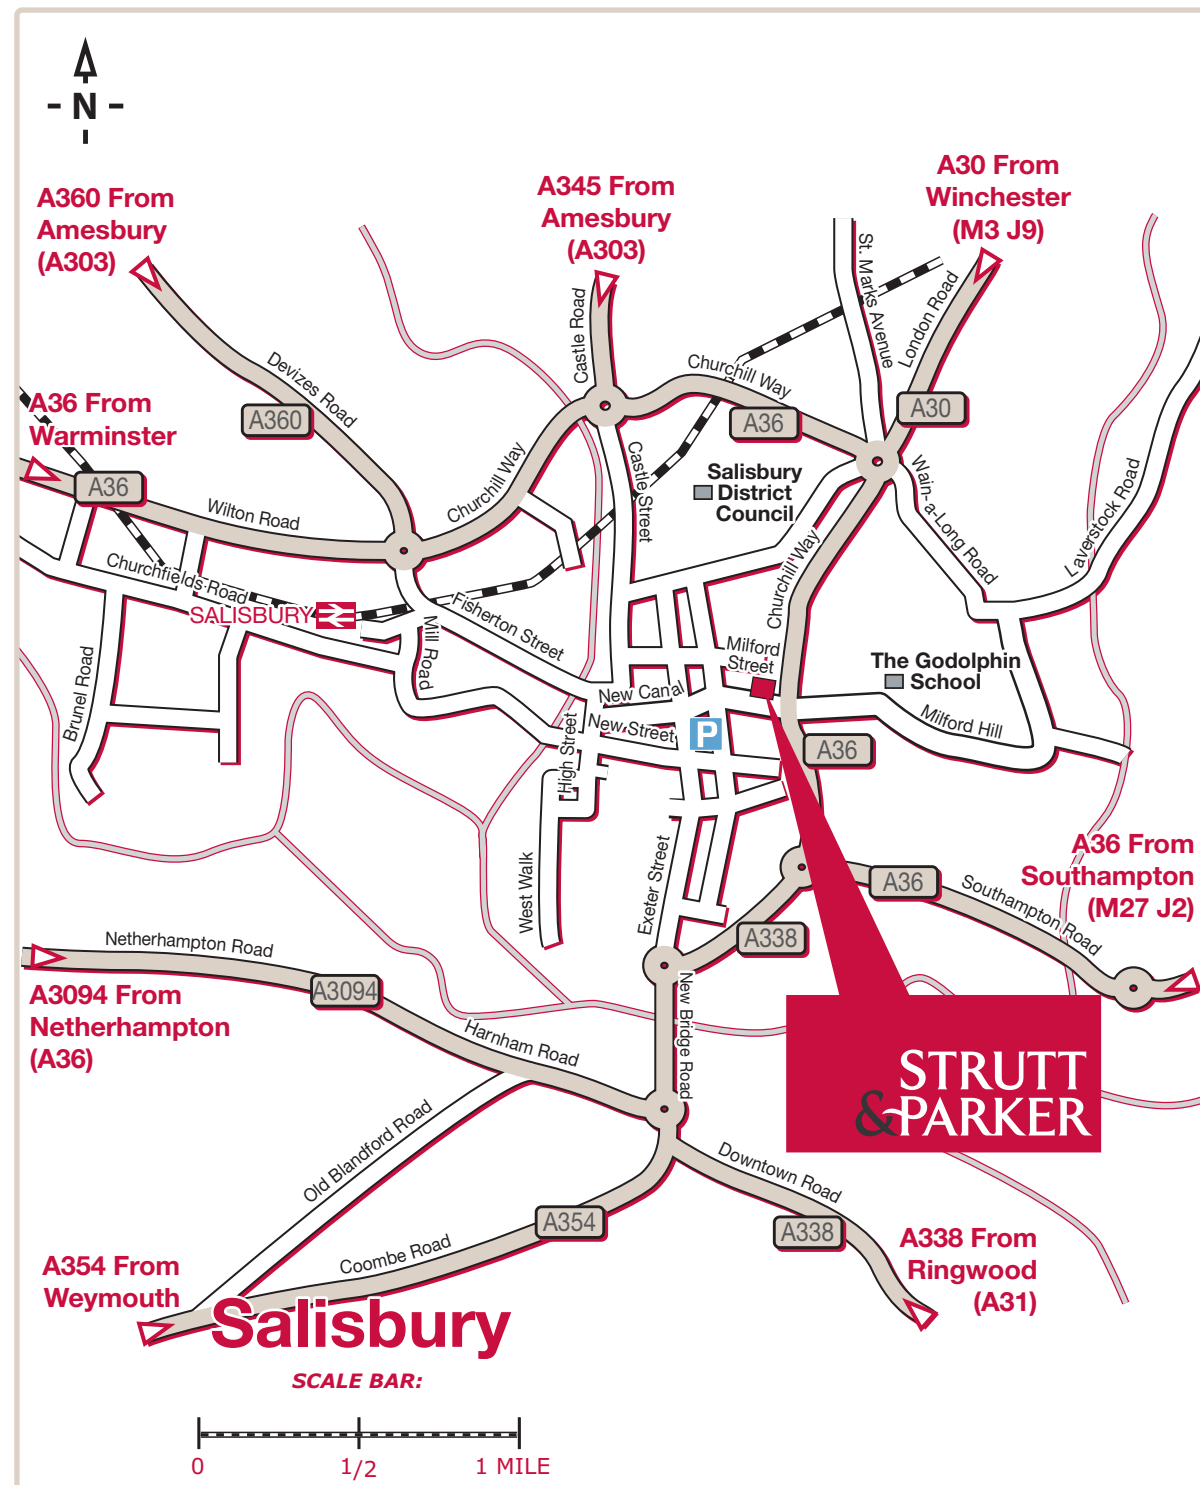 N
A360 From
Amesbury
(A303)
A345 From
Amesbury
(A303)
A30 From
Winchester
(M3 J9)
St. Marks Avenue
London Road
Castle Road
Churchill Way
Devizes Road
A360
A36 From
Warminster
A36
A30
A36
Wilton Road
Churchill Way
Castle Street
Salisbury
District
Council
Wain-a-Long Road
Laverstock Road
Churchfields Road
SALISBURY
Fisherton Street
Mill Road
Churchill Way
Milford
Street
The Godolphin
School
Brunel Road
New Canal
New Street
High Street
P
Milford Hill
A36
West Walk
Exeter Street
A36 From
Southampton
(M27 J2)
A36
Southampton Road
A338
Netherhampton Road
A3094
A3094 From
Netherhampton
(A36)
Harnham Road
New Bridge Road
STRUTT
&PARKER
Old Blandford Road
Downtown Road
A354
A338
Coombe Road
A354 From
Weymouth
A338 From
Ringwood
(A31)
Salisbury
SCALE BAR:
0 1/2 1 MILE